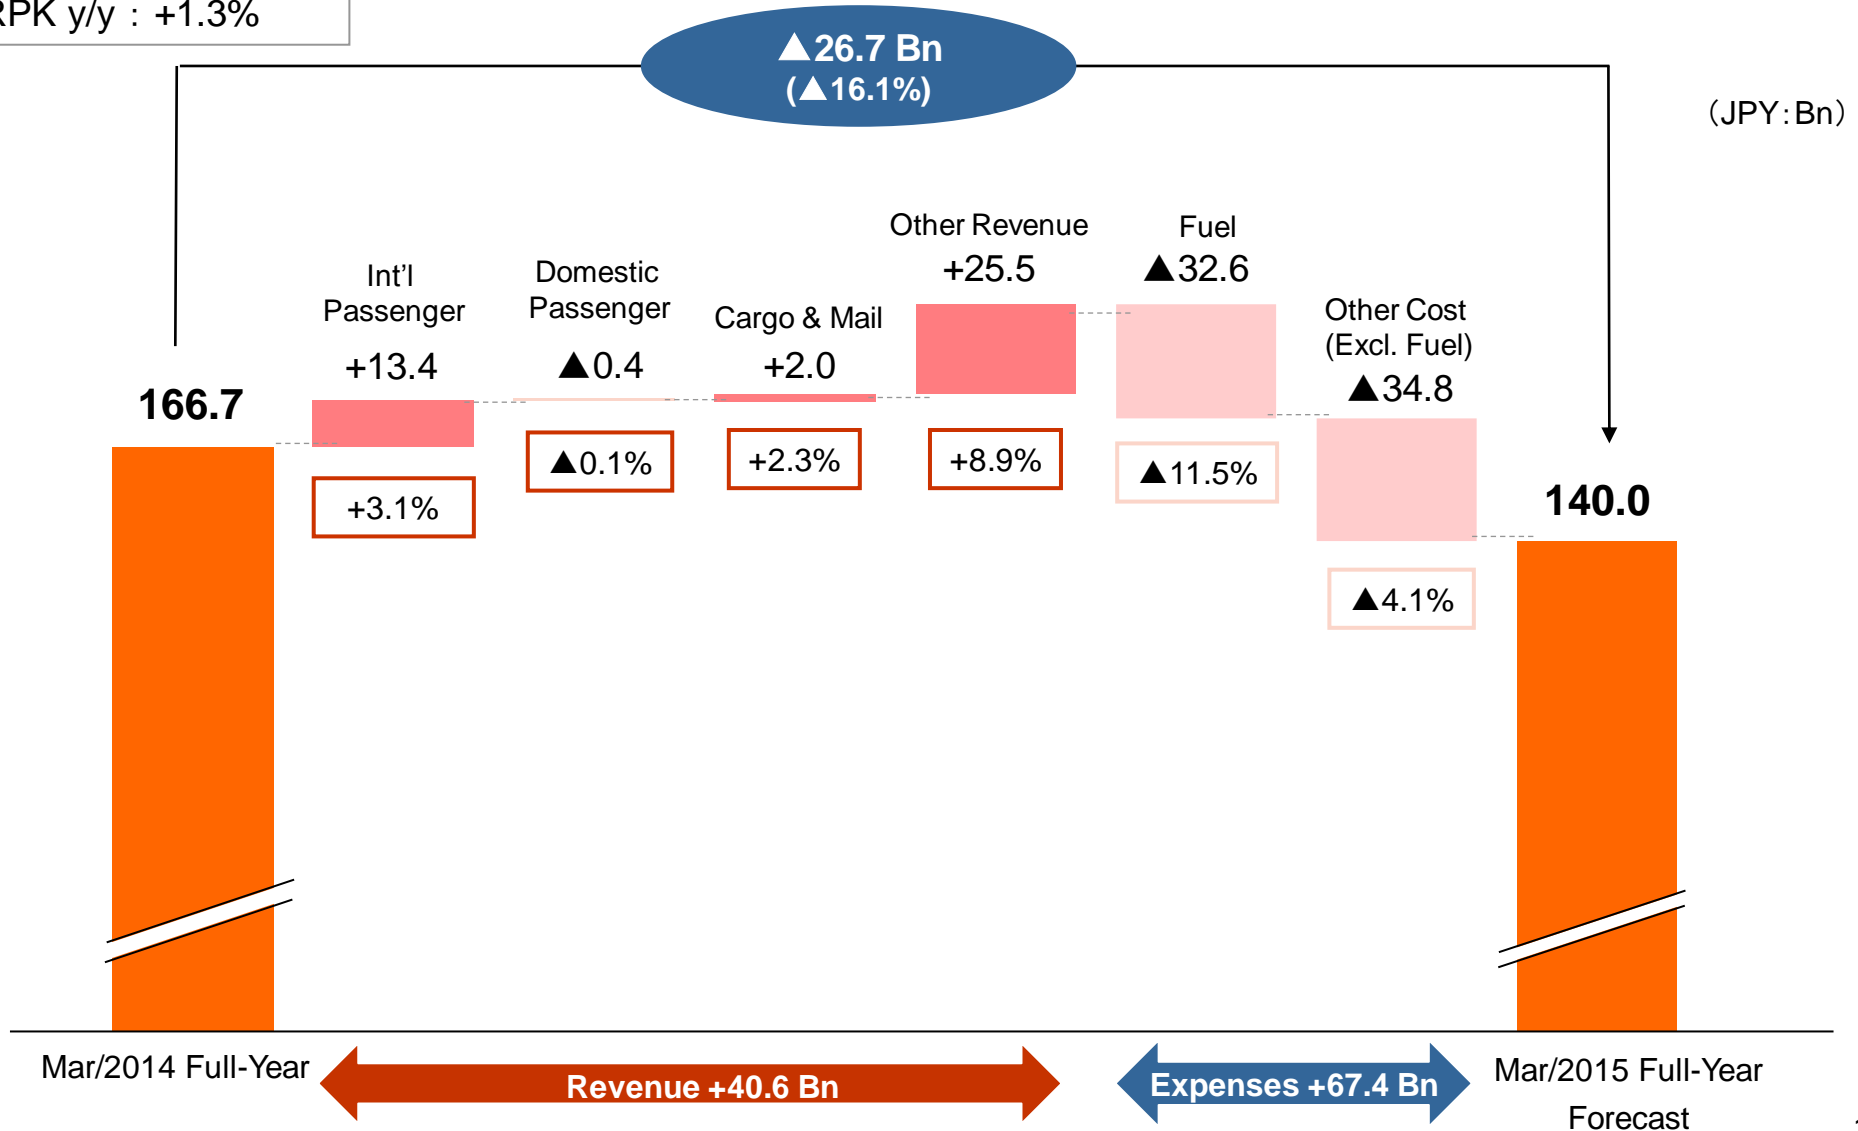 RPK y/y : +1.3%
▲26.7 Bn
(▲16.1%)
（JPY:Bn）
166.7
Int'l
Passenger
+13.4
+3.1%
Domestic
Passenger
▲0.4
▲0.1%
Cargo & Mail
+2.0
+2.3%
Other Revenue
+25.5
+8.9%
Fuel
▲32.6
▲11.5%
Other Cost
(Excl. Fuel)
▲34.8
▲4.1%
140.0
Mar/2014 Full-Year
Revenue +40.6 Bn
Expenses +67.4 Bn
Mar/2015 Full-Year
Forecast